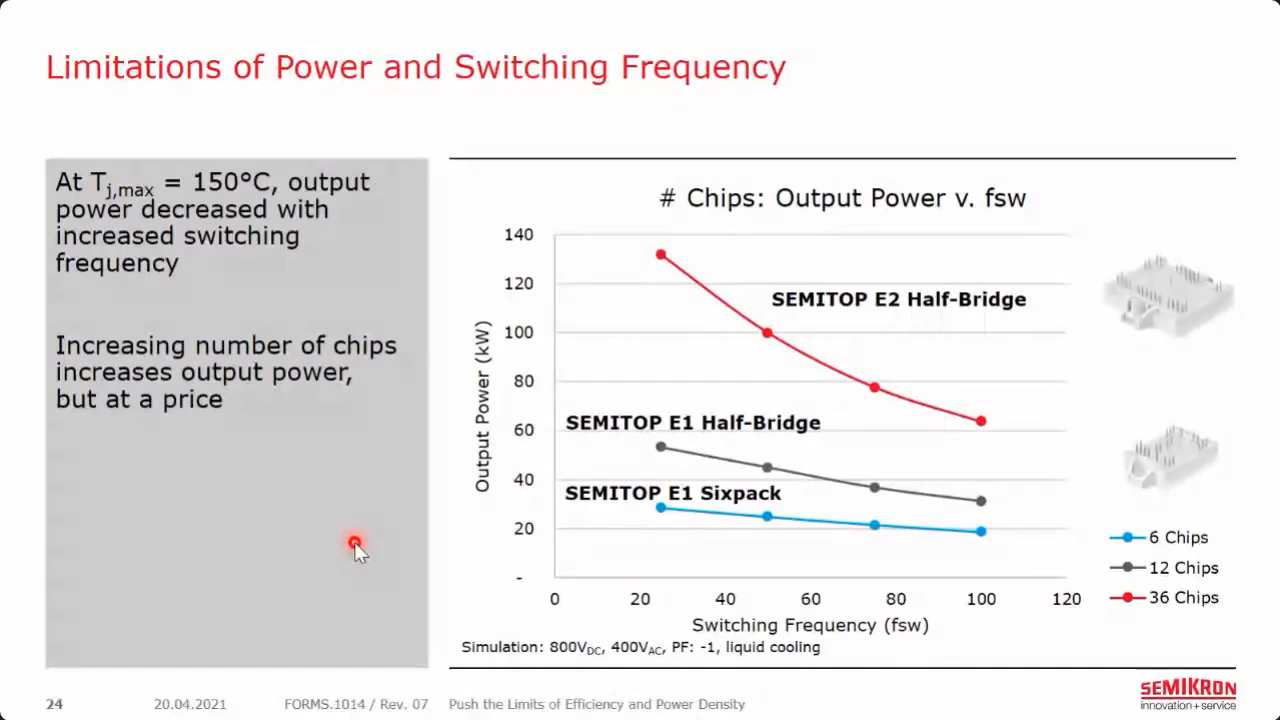 Limitations of Power and Switching Frequency
At Tj,max = 150°C, output
power decreased with
increased switching
frequency
Increasing number of chips
increases output power,
but at a price
# Chips: Output Power v. fsw
Output Power (kW)
140
120
100
80
60
40
20
-
0 20 40 60 80 100 120
Switching Frequency (fsw)
SEMITOP E2 Half-Bridge
SEMITOP E1 Half-Bridge
SEMITOP E1 Sixpack
6 Chips
12 Chips
36 Chips
Simulation: 800VDC, 400VAC, PF: -1, liquid cooling
24 20.04.2021 FORMS.1014 / Rev. 07 Push the Limits of Efficiency and Power Density
SEMIKRON
innovation+service